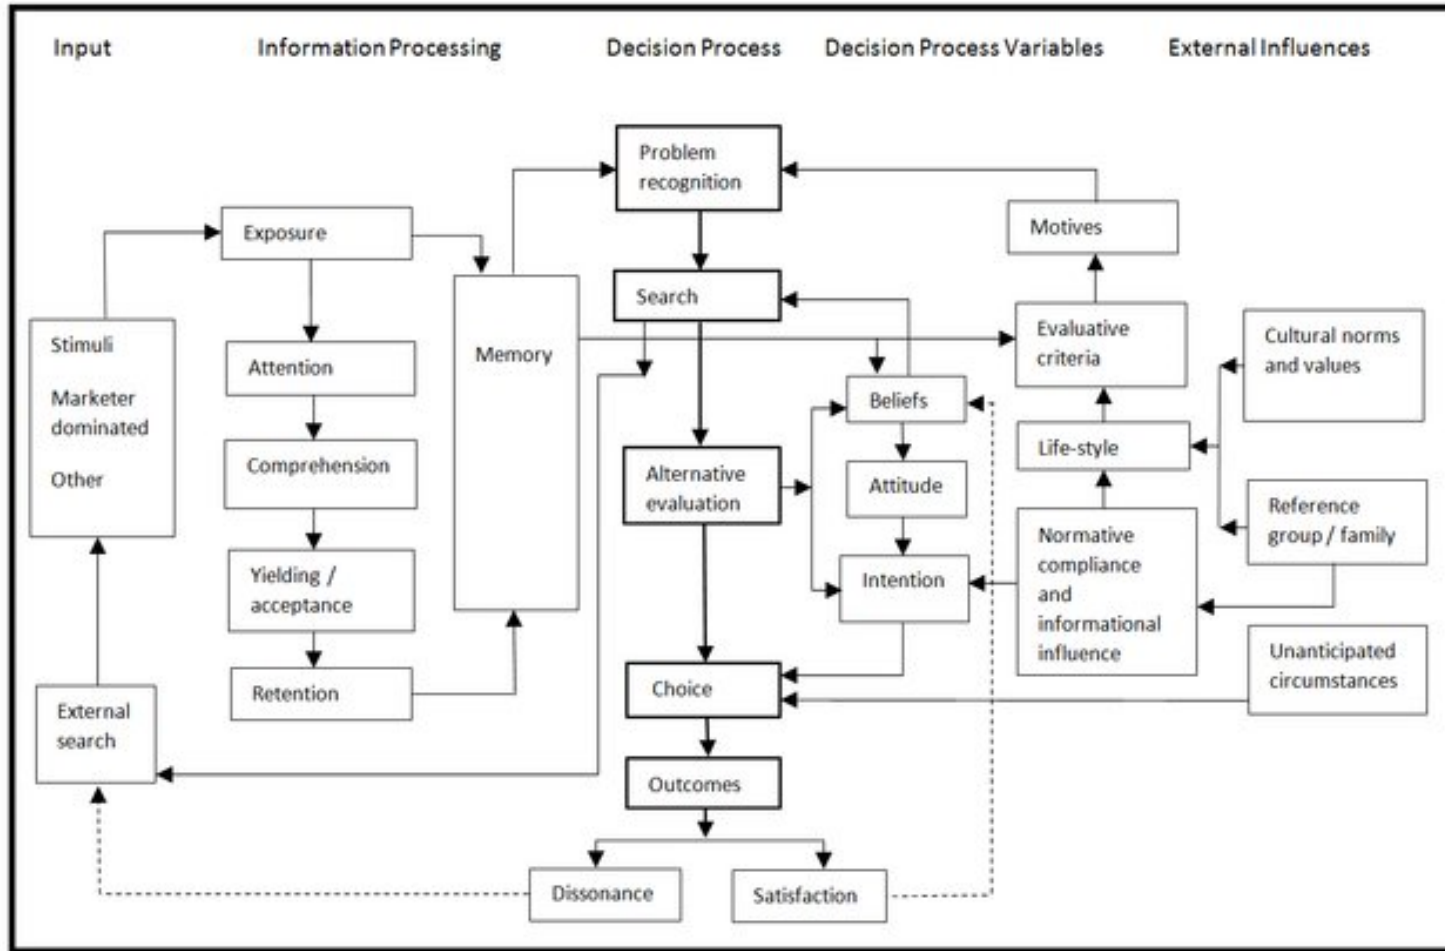 Input
Information Processing
Decision Process
Decision Process Variables
External Influences
Stimuli
Marketer
dominated
Other
External
search
Exposure
Attention
Comprehension
Yielding /
acceptance
Retention
Memory
Problem
recognition
Search
Alternative
evaluation
Choice
Outcomes
Dissonance
Satisfaction
Beliefs
Attitude
Intention
Motives
Evaluative
criteria
Life-style
Normative
compliance
and
informational
influence
Cultural norms
and values
Reference
group / family
Unanticipated
circumstances